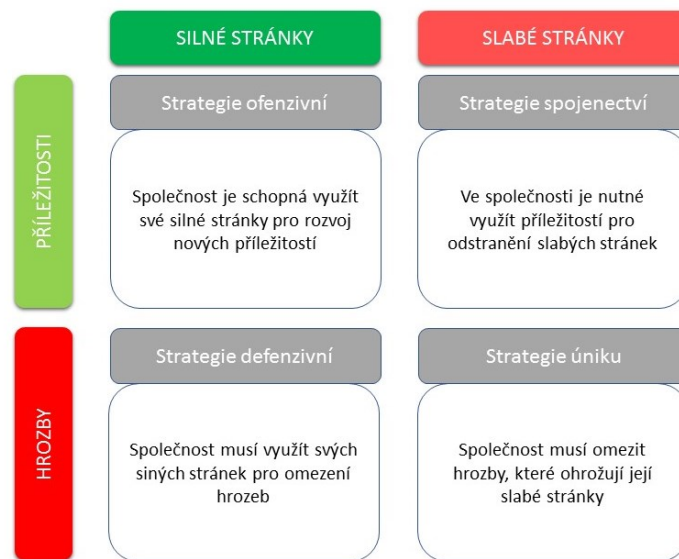 SILNÉ STRÁNKY
SLABÉ STRÁNKY
PŘÍLEŽITOSTI
Strategie ofenzivní
Společnost je schopná využít
své silné stránky pro rozvoj
nových příležitostí
Strategie spojenectví
Ve společnosti je nutné
využít příležitostí pro
odstranění slabých stránek
HROZBY
Strategie defenzivní
Společnost musí využít svých
siných stránek pro omezení
hrozeb
Strategie úniku
Společnost musí omezit
hrozby, které ohrožují její
slabé stránky